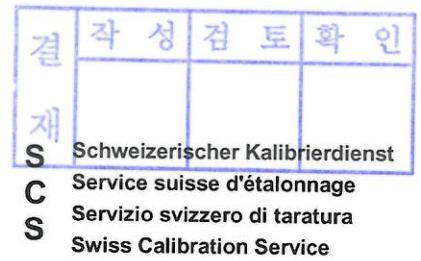 결재 작성 검토 확인
S Schweizerischer Kalibrierdienst
C Service suisse d'étalonnage
Servizio svizzero di taratura
S Swiss Calibration Service